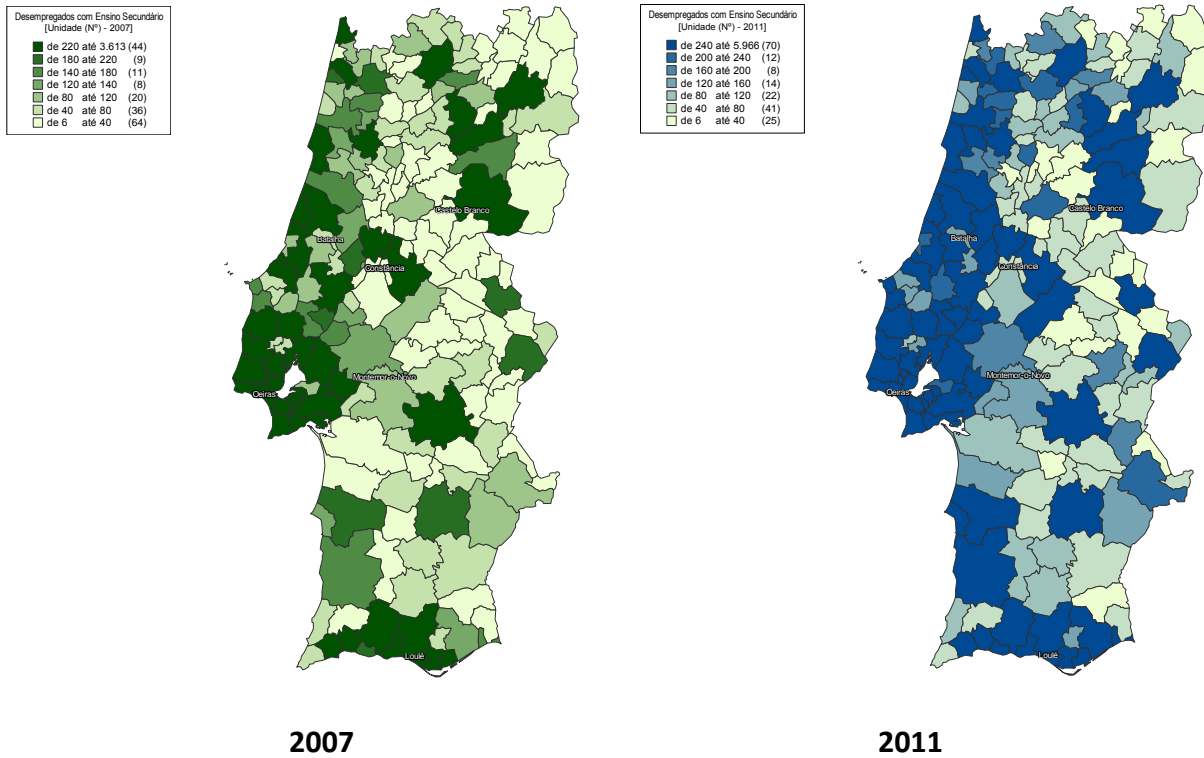 Desempregados com Ensino Secundário
[Unidade (Nº) - 2007]
de 220 até 3.613 (44)
de 180 até 220 (9)
de 140 até 180 (11)
de 120 até 140 (8)
de 80 até 120 (20)
de 40 até 80 (36)
de 6 até 40 (64)
Castelo Branco
Batalha
Constância
Montemor-o-Novo
Oeiras
Loulé
2007
Desempregados com Ensino Secundário
[Unidade (Nº) - 2011]
de 240 até 5.966 (70)
de 200 até 240 (12)
de 160 até 200 (8)
de 120 até 160 (14)
de 80 até 120 (22)
de 40 até 80 (41)
de 6 até 40 (25)
Castelo Branco
Batalha
Constância
Montemor-o-Novo
Oeiras
Loulé
2011